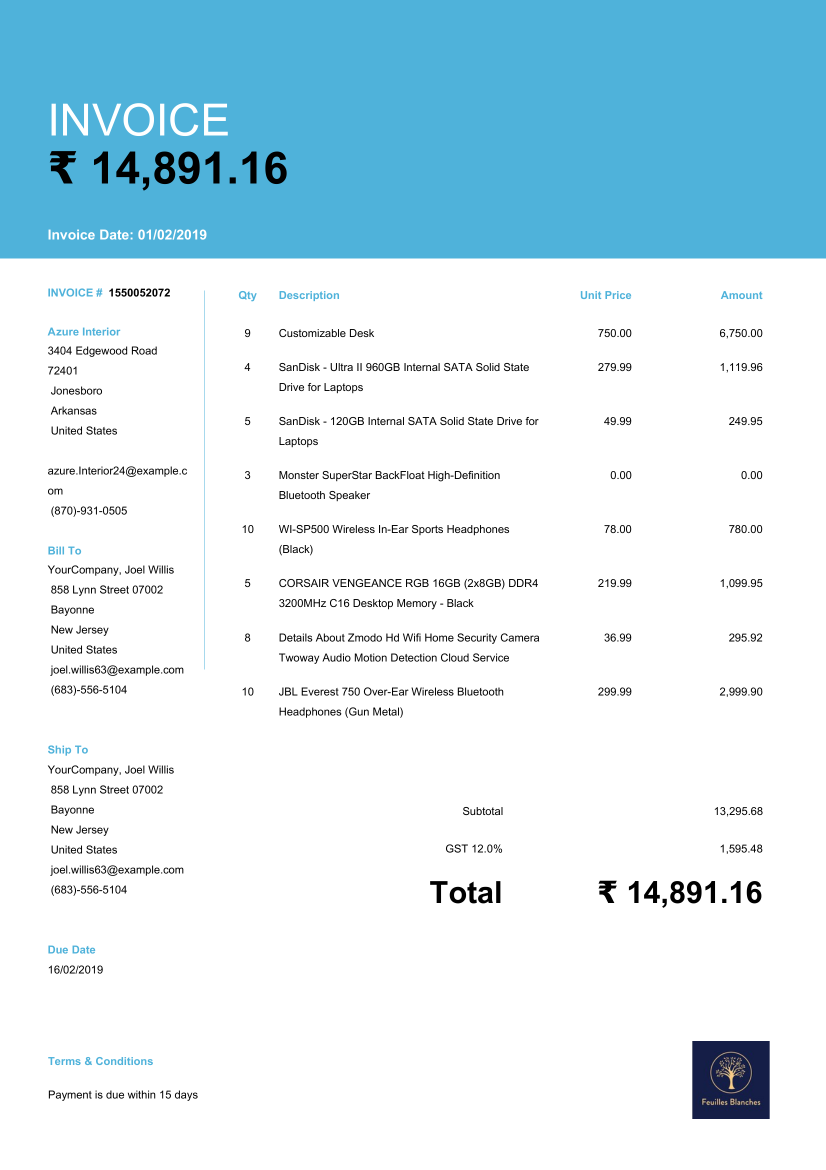 INVOICE
₹ 14,891.16
Invoice Date: 01/02/2019
INVOICE # 1550052072
Azure Interior
3404 Edgewood Road
72401
Jonesboro
Arkansas
United States
azure.Interior24@example.c
om
(870)-931-0505
Bill To
YourCompany, Joel Willis
858 Lynn Street 07002
Bayonne
New Jersey
United States
joel.willis63@example.com
(683)-556-5104
Ship To
YourCompany, Joel Willis
858 Lynn Street 07002
Bayonne
New Jersey
United States
joel.willis63@example.com
(683)-556-5104
Due Date
16/02/2019
Qty Description Unit Price Amount
9 Customizable Desk 750.00 6,750.00
4 SanDisk - Ultra II 960GB Internal SATA Solid State 279.99 1,119.96
Drive for Laptops
5 SanDisk - 120GB Internal SATA Solid State Drive for 49.99 249.95
Laptops
3 Monster SuperStar BackFloat High-Definition 0.00 0.00
Bluetooth Speaker
10 WI-SP500 Wireless In-Ear Sports Headphones 78.00 780.00
(Black)
5 CORSAIR VENGEANCE RGB 16GB (2x8GB) DDR4 219.99 1,099.95
3200MHz C16 Desktop Memory - Black
8 Details About Zmodo Hd Wifi Home Security Camera 36.99 295.92
Twoway Audio Motion Detection Cloud Service
10 JBL Everest 750 Over-Ear Wireless Bluetooth 299.99 2,999.90
Headphones (Gun Metal)
Subtotal 13,295.68
GST 12.0% 1,595.48
Total ₹ 14,891.16
Terms & Conditions
Payment is due within 15 days
Feuilles Blanches